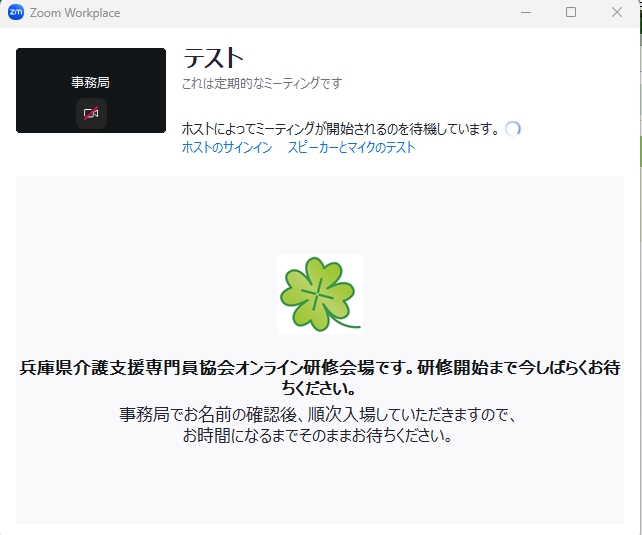 zm Zoom Workplace
事務局
テスト
これは定期的なミーティングです
ホストによってミーティングが開始されるのを待機しています。
ホストのサインイン スピーカーとマイクのテスト
兵庫県介護支援専門員協会オンライン研修会場です。研修開始まで今しばらくお待
ちください。
事務局でお名前の確認後、順次入場していただきますので、
お時間になるまでそのままお待ちください。